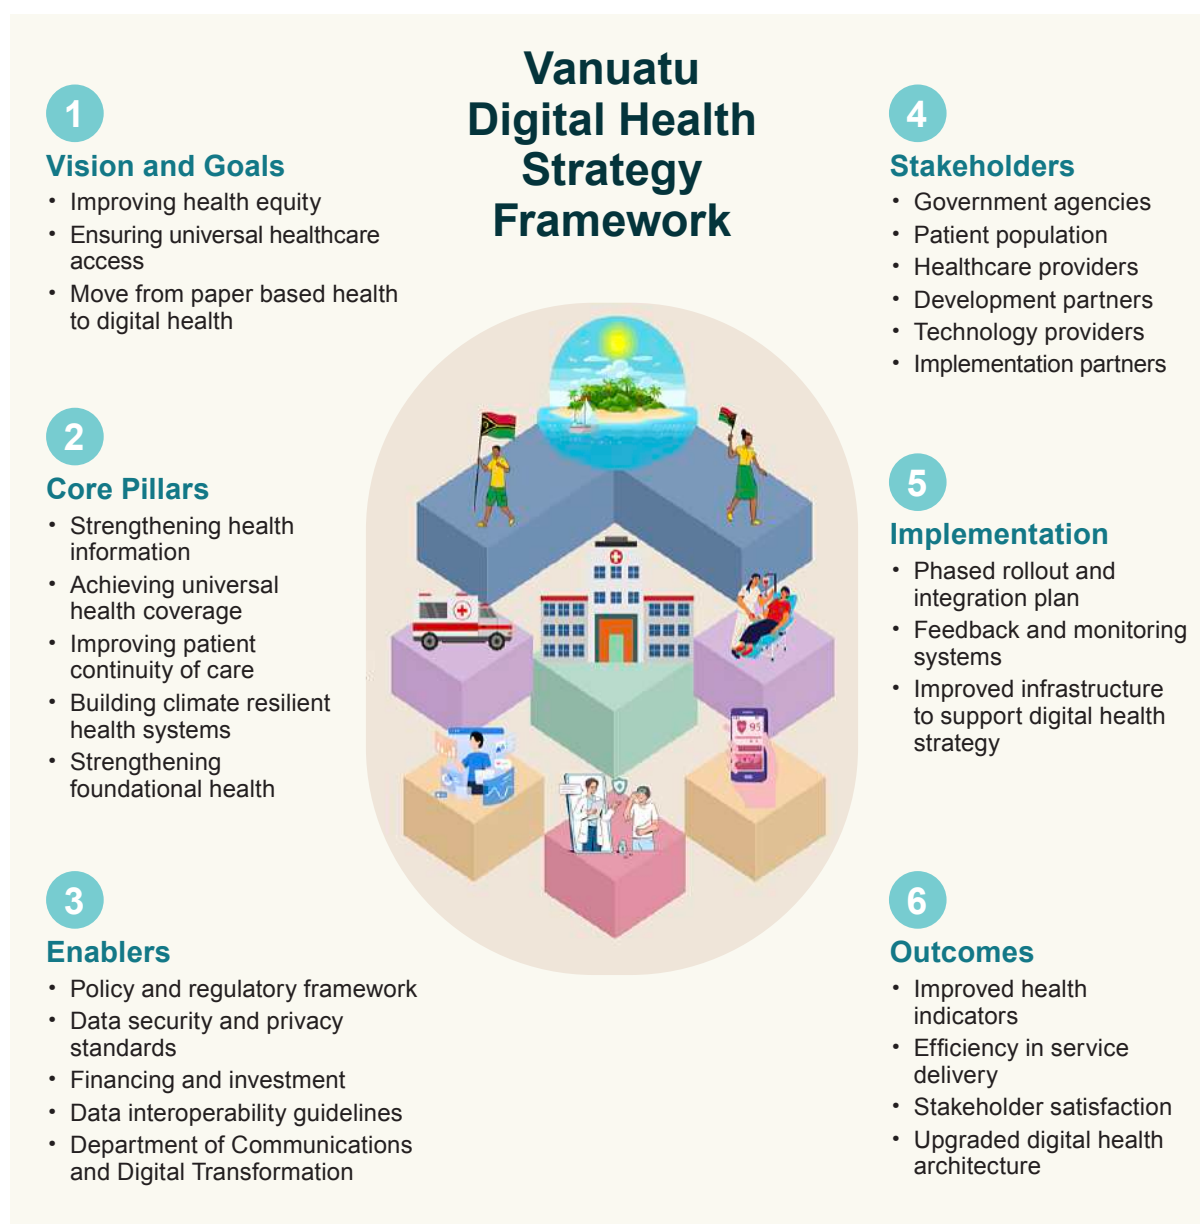 Vanuatu
Digital Health
Strategy
Framework
1
Vision and Goals
• Improving health equity
• Ensuring universal healthcare
access
• Move from paper based health
to digital health
2
Core Pillars
• Strengthening health
information
• Achieving universal
health coverage
• Improving patient
continuity of care
• Building climate resilient
health systems
• Strengthening
foundational health
3
Enablers
• Policy and regulatory framework
• Data security and privacy
standards
• Financing and investment
• Data interoperability guidelines
• Department of Communications
and Digital Transformation
4
Stakeholders
• Government agencies
• Patient population
• Healthcare providers
• Development partners
• Technology providers
• Implementation partners
5
Implementation
• Phased rollout and
integration plan
• Feedback and monitoring
systems
• Improved infrastructure
to support digital health
strategy
6
Outcomes
• Improved health
indicators
• Efficiency in service
delivery
• Stakeholder satisfaction
• Upgraded digital health
architecture
95